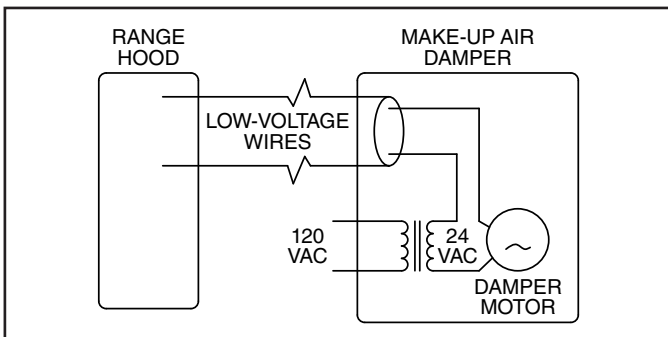 RANGE
HOOD
MAKE-UP AIR
DAMPER
LOW-VOLTAGE
WIRES
120
VAC
24
VAC
DAMPER
MOTOR